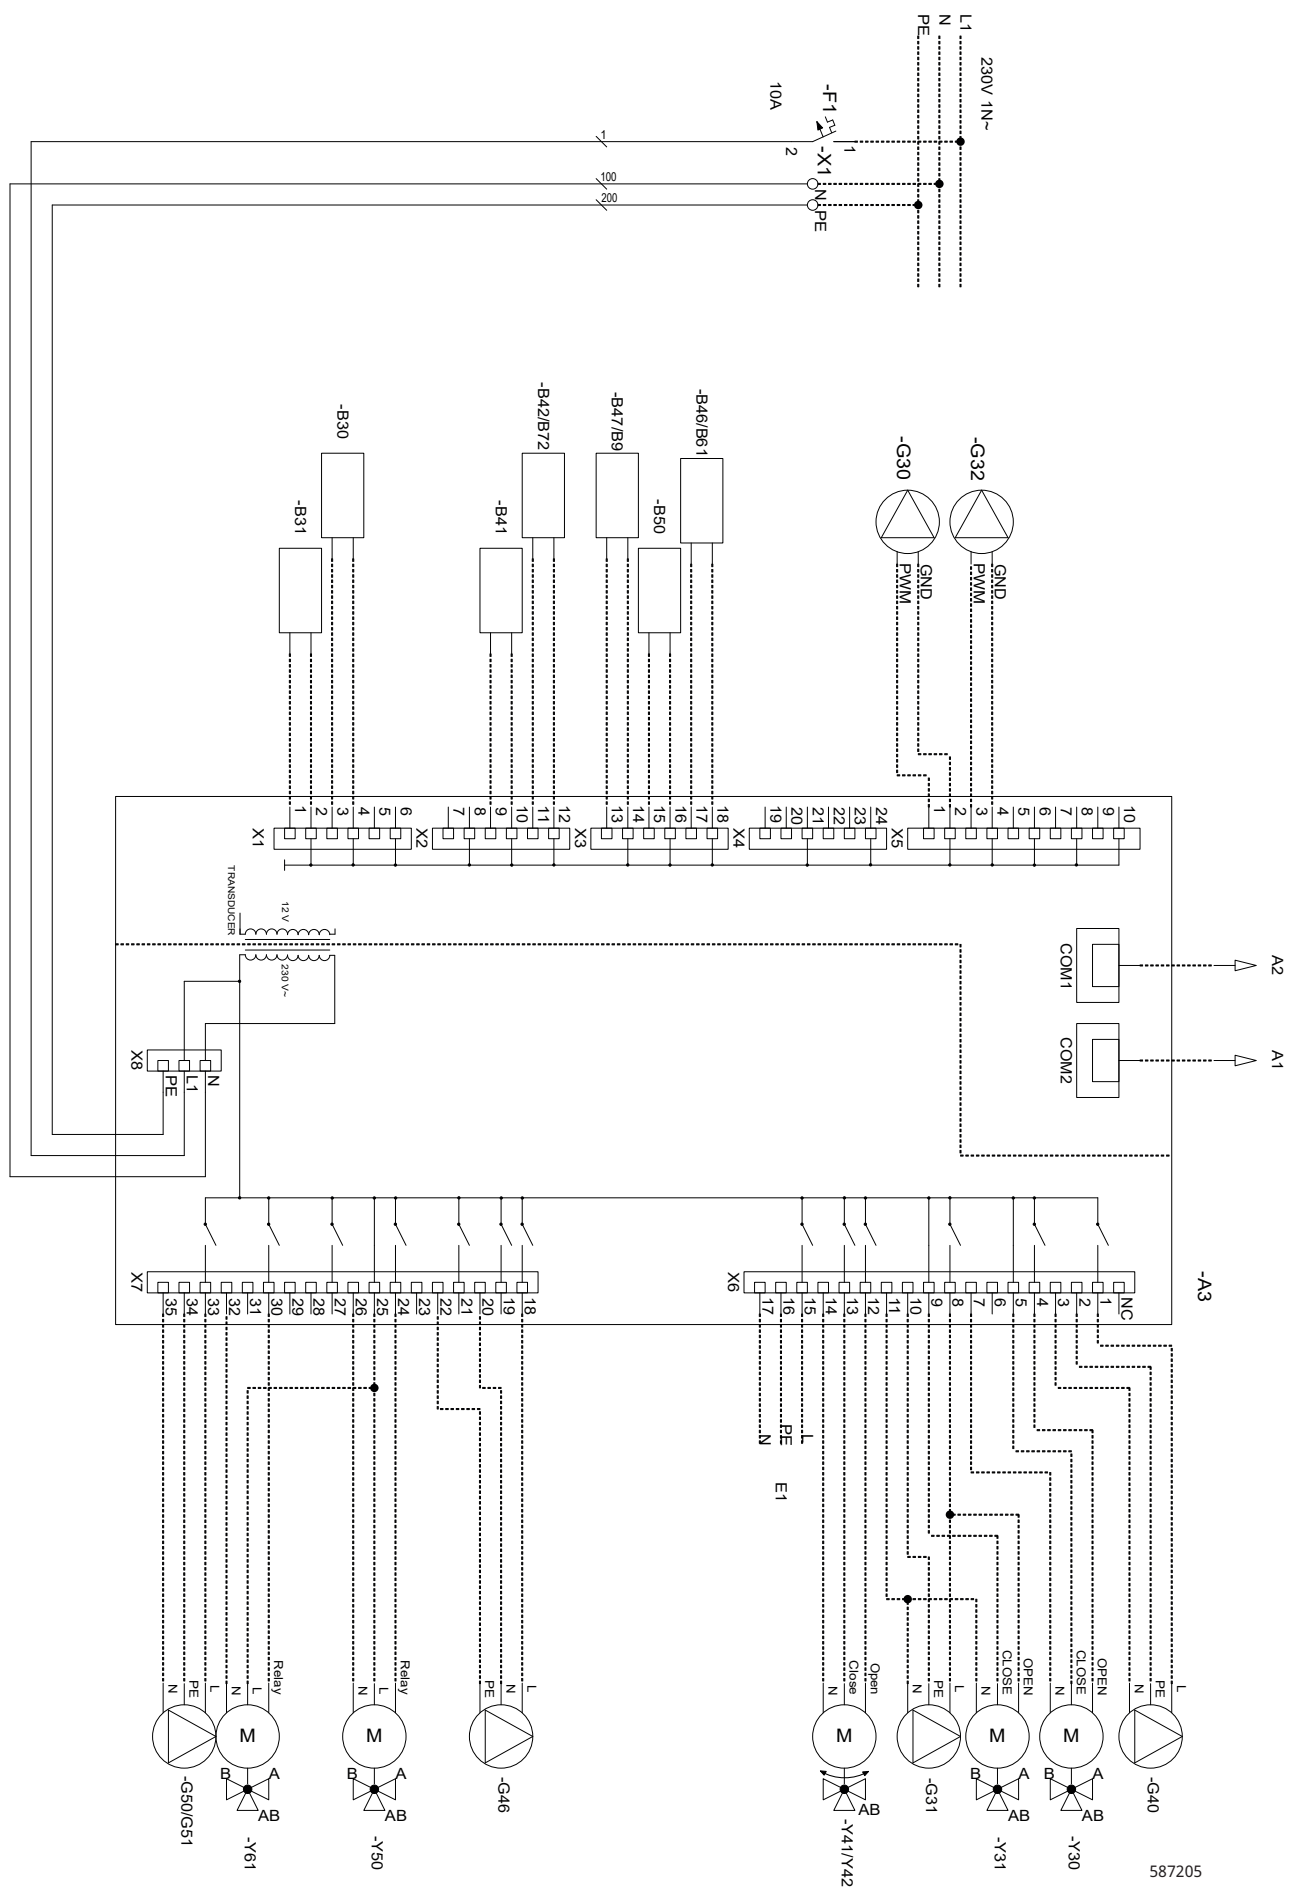 L1
N
PE
230V 1N~
-F1
10A
1
2
-X1
N
PE
1
100
200
-B31
-B30
-B41
-B42/B72
-B47/B9
-B50
-B46/B61
-G30
-G32
PWM
GND
PWM
GND
1
2
3
4
5
6
7
8
9
10
11
12
13
14
15
16
17
18
19
20
21
22
23
24
1
2
3
4
5
6
7
8
9
10
X1
X2
X3
X4
X5
TRANSDUCER
12 V
230 V~
COM1
A2
COM2
A1
X8
PE
L1
N
-A3
X7
35
34
33
32
31
30
29
28
27
26
25
24
23
22
21
20
19
18
X6
17
16
15
14
13
12
11
10
9
8
7
6
5
4
3
2
1
NC
N
PE
L
E1
N
PE
L
-G50/G51
N
L
Relay
M
B
A
AB
-Y61
N
L
Relay
M
B
A
AB
-Y50
PE
N
L
-G46
N
Close
Open
M
AB
-Y41/Y42
N
PE
L
-G31
N
CLOSE
OPEN
M
B
A
AB
-Y31
N
CLOSE
OPEN
M
B
A
AB
-Y30
N
PE
L
-G40
587205